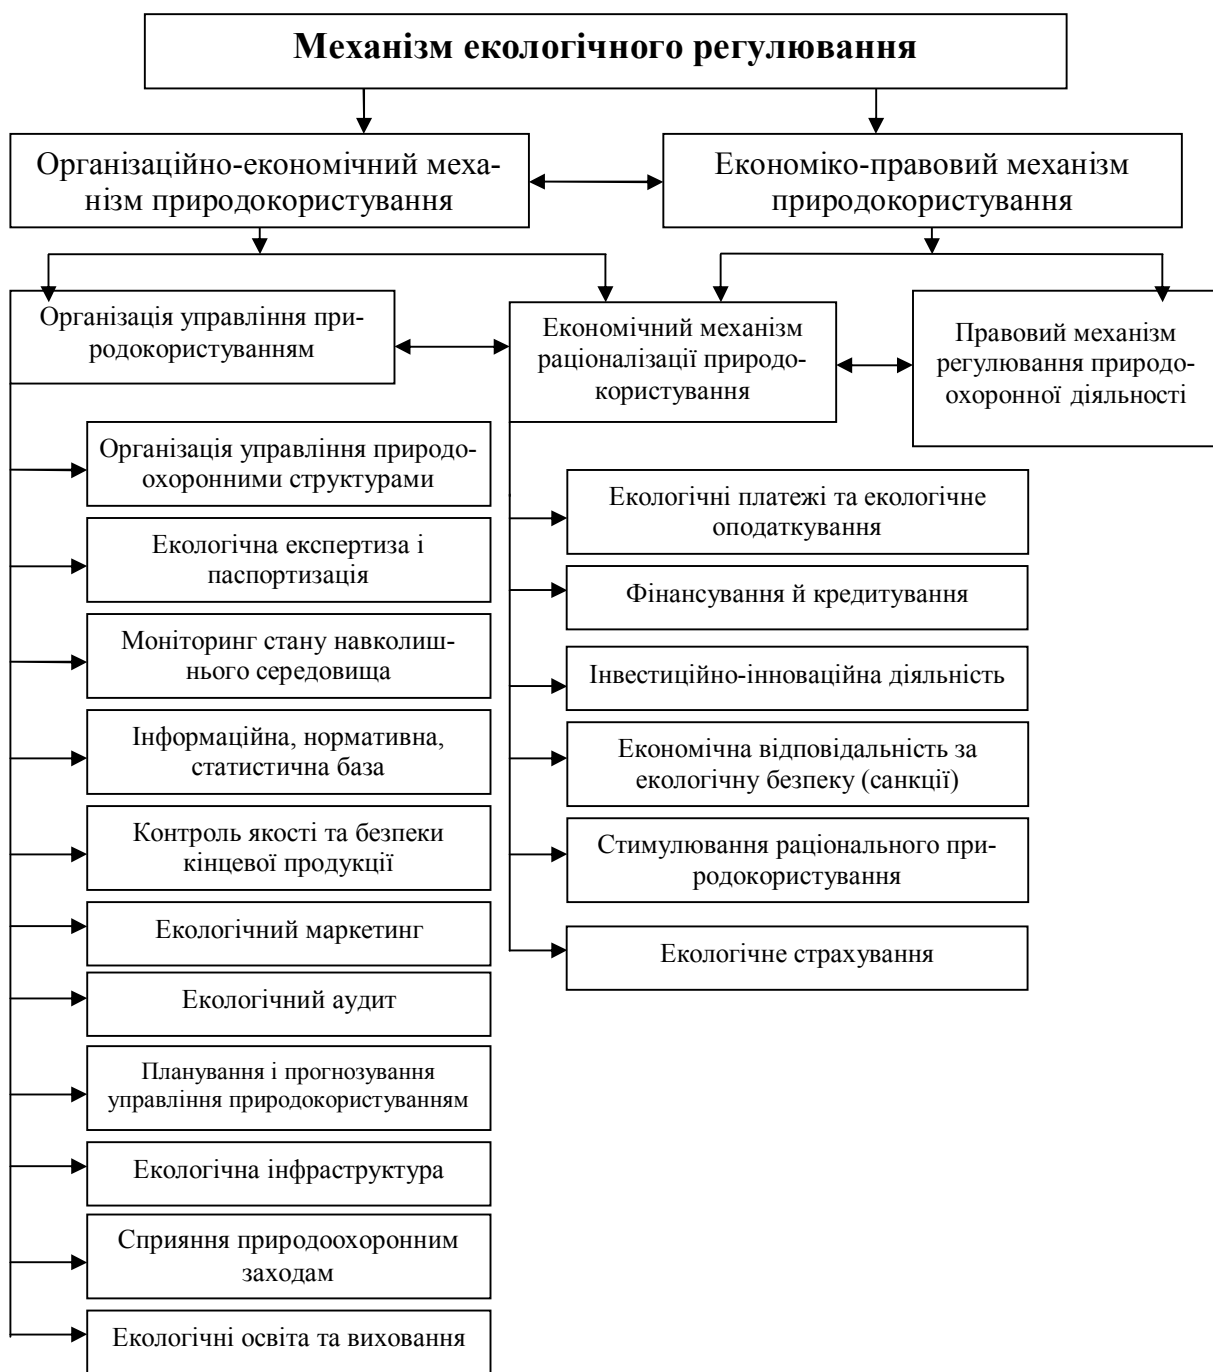 Механізм екологічного регулювання
Організаційно-економічний меха-
нізм природокористування
Економіко-правовий механізм
природокористування
Організація управління при-
родокористуванням
Економічний механізм
раціоналізації природо-
користування
Правовий механізм
регулювання природо-
охоронної діяльності
Організація управління природо-
охоронними структурами
Екологічна експертиза і
паспортизація
Моніторинг стану навколиш-
нього середовища
Інформаційна, нормативна,
статистична база
Контроль якості та безпеки
кінцевої продукції
Екологічний маркетинг
Екологічний аудит
Планування і прогнозування
управління природокористуванням
Екологічна інфраструктура
Сприяння природоохоронним
заходам
Екологічні освіта та виховання
Екологічні платежі та екологічне
оподаткування
Фінансування й кредитування
Інвестиційно-інноваційна діяльність
Економічна відповідальність за
екологічну безпеку (санкції)
Стимулювання раціонального при-
родокористування
Екологічне страхування